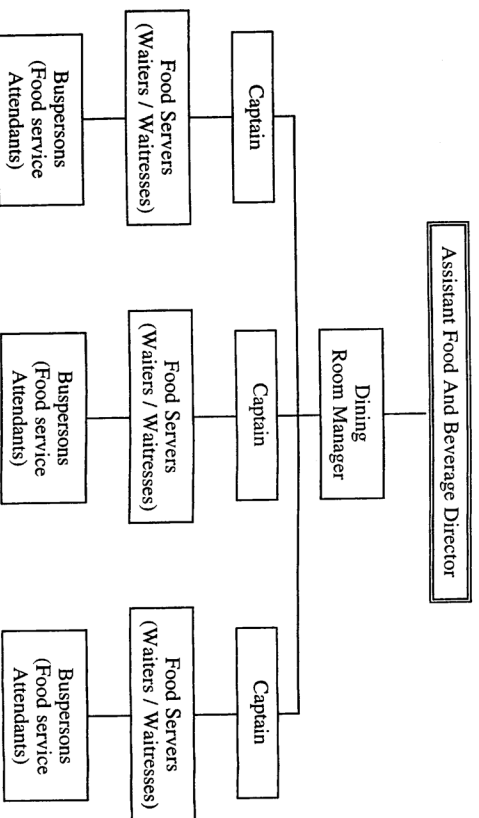 Assistant Food And Beverage Director
Dining
Room Manager
Captain
Captain
Captain
Food Servers
(Waiters / Waitresses)
Food Servers
(Waiters / Waitresses)
Food Servers
(Waiters / Waitresses)
Buspersons
(Food service
Attendants)
Buspersons
(Food service
Attendants)
Buspersons
(Food service
Attendants)